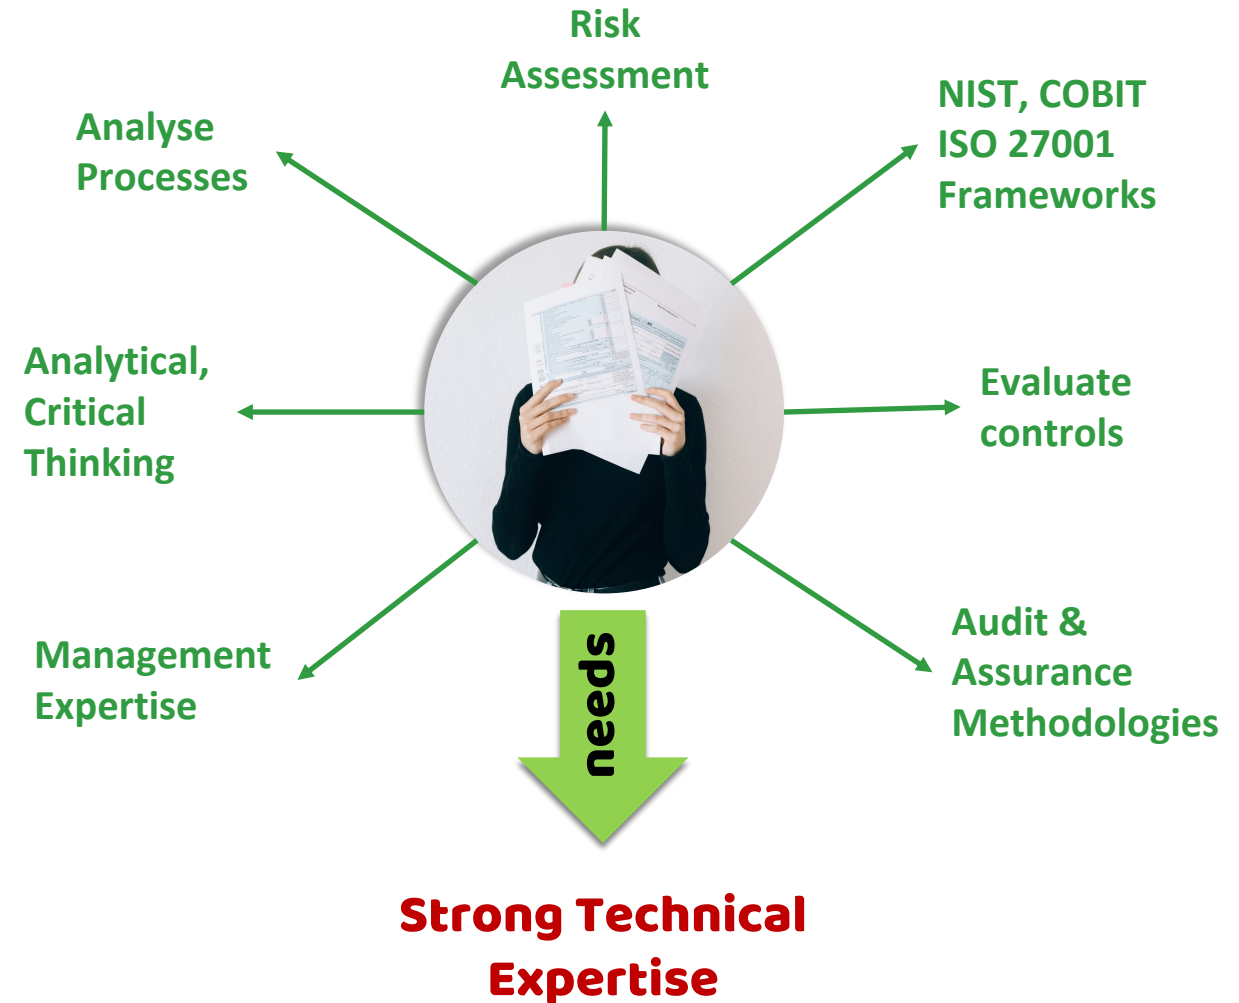 Risk
Assessment
NIST, COBIT
ISO 27001
Frameworks
Analyse
Processes
Analytical,
Critical
Thinking
Evaluate
controls
Management
Expertise
Audit &
Assurance
Methodologies
needs
Strong Technical
Expertise